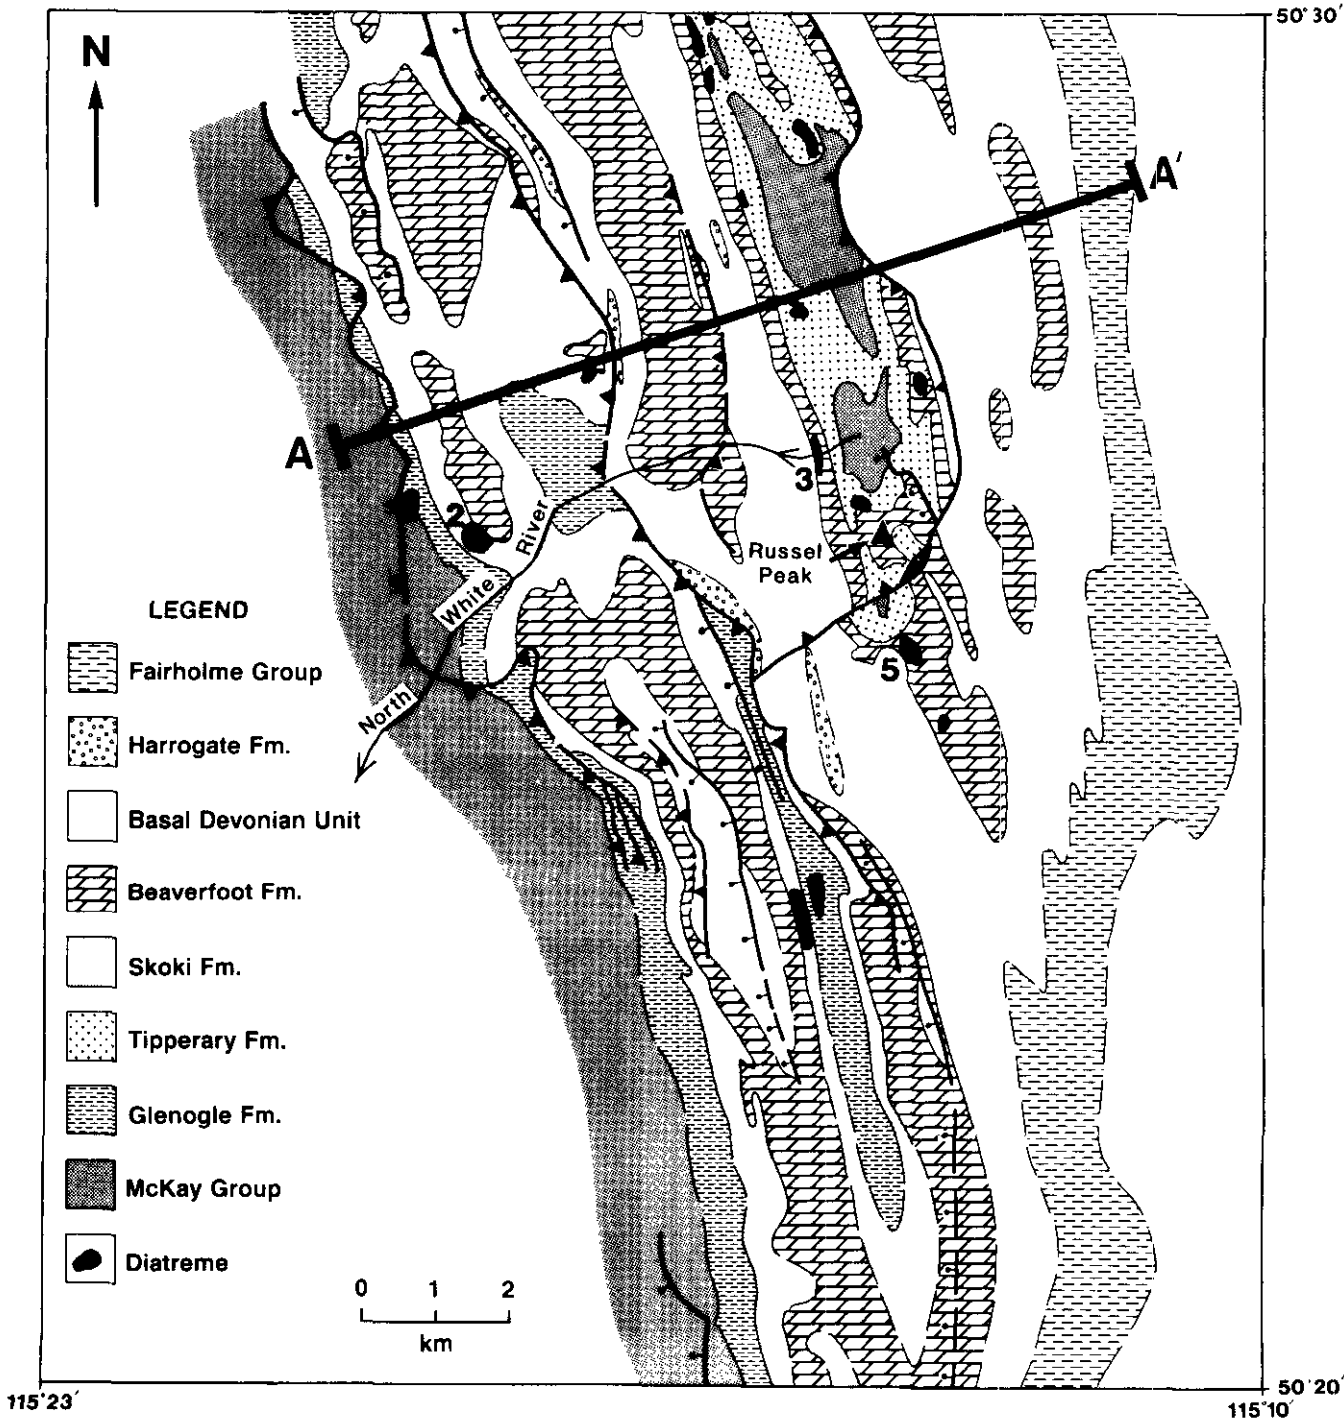 50°30′
N
A′
A
2
3
River
Russel
Peak
White
5
North
LEGEND
Fairholme Group
Harrogate Fm.
Basal Devonian Unit
Beaverfoot Fm.
Skoki Fm.
Tipperary Fm.
Glenogle Fm.
McKay Group
Diatreme
0 1 2
km
50°20′
115°23′
115°10′